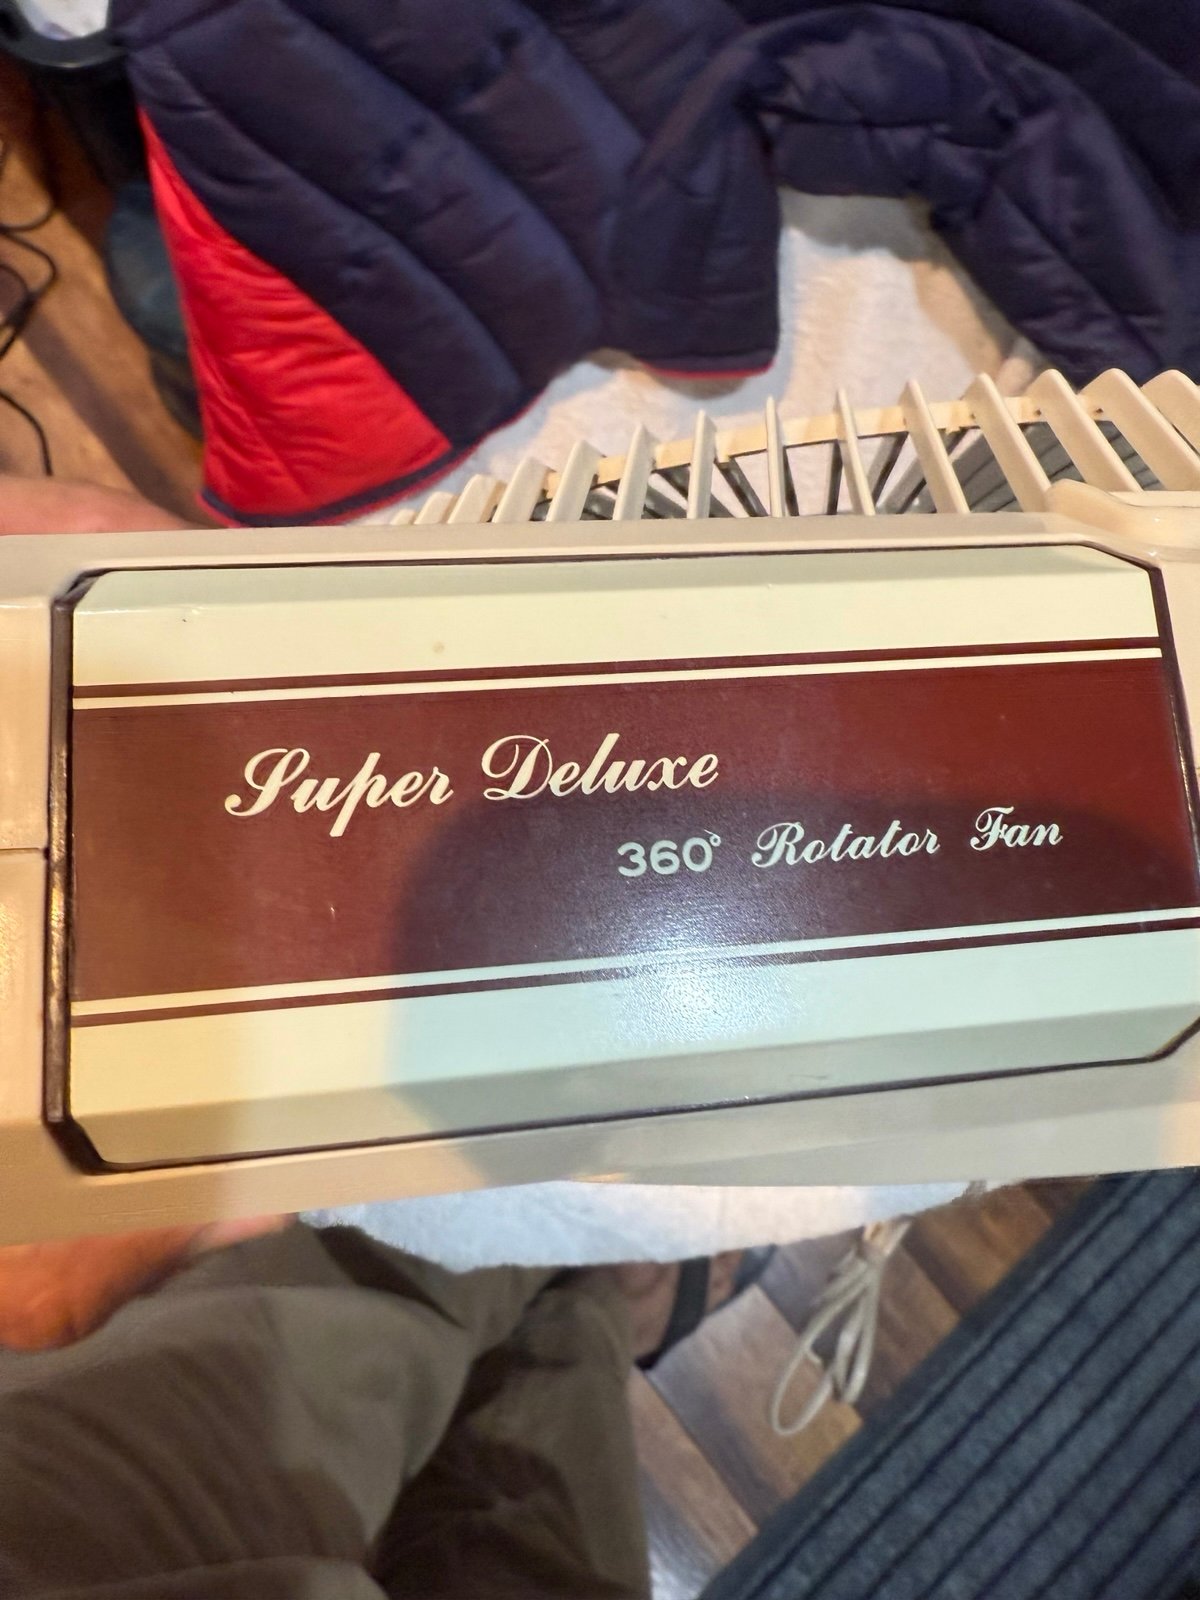 Super Deluxe
360° Rotator Fan